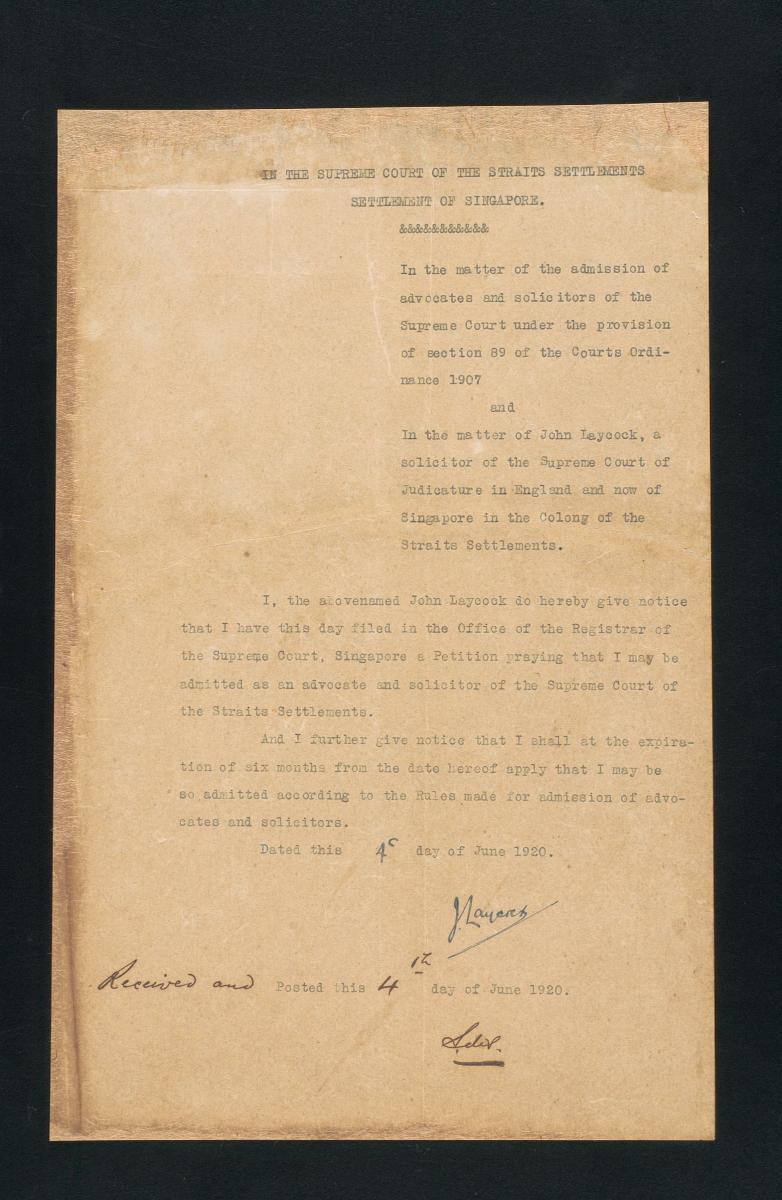 IN THE SUPREME COURT OF THE STRAITS SETTLEMENTS
SETTLEMENT OF SINGAPORE.
&&&&&&&&&&&
In the matter of the admission of
advocates and solicitors of the
Supreme Court under the provision
of section 89 of the Courts Ordi-
nance 1907
and
In the matter of John Laycock, a
solicitor of the Supreme Court of
Judicature in England and now of
Singapore in the Colony of the
Straits Settlements.
I, the abovenamed John Laycock do hereby give notice
that I have this day filed in the Office of the Registrar of
the Supreme Court, Singapore a Petition praying that I may be
admitted as an advocate and solicitor of the Supreme Court of
the Straits Settlements.
And I further give notice that I shall at the expira-
tion of six months from the date hereof apply that I may be
so admitted according to the Rules made for admission of advo-
cates and solicitors.
Dated this 4 day of June 1920.
J. Laycock
Received and Posted this 4th day of June 1920.